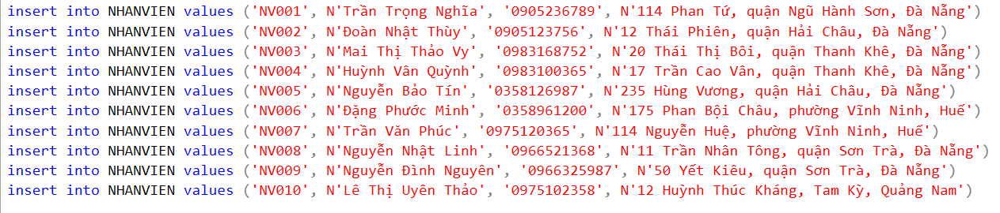 insert into NHANVIEN values ('NV001', N'Trần Trọng Nghĩa', '0905236789', N'114 Phan Tứ, quận Ngũ Hành Sơn, Đà Nẵng')
insert into NHANVIEN values ('NV002', N'Đoàn Nhật Thùy', '0905123756', N'12 Thái Phiên, quận Hải Châu, Đà Nẵng')
insert into NHANVIEN values ('NV003', N'Mai Thị Thảo Vy', '0983168752', N'20 Thái Thị Bôi, quận Thanh Khê, Đà Nẵng')
insert into NHANVIEN values ('NV004', N'Huỳnh Vân Quỳnh', '0983100365', N'17 Trần Cao Vân, quận Thanh Khê, Đà Nẵng')
insert into NHANVIEN values ('NV005', N'Nguyễn Bảo Tín', '0358126987', N'235 Hùng Vương, quận Hải Châu, Đà Nẵng')
insert into NHANVIEN values ('NV006', N'Đặng Phước Minh', '0358961200', N'175 Phan Bội Châu, phường Vĩnh Ninh, Huế')
insert into NHANVIEN values ('NV007', N'Trần Văn Phúc', '0975120365', N'114 Nguyễn Huệ, phường Vĩnh Ninh, Huế')
insert into NHANVIEN values ('NV008', N'Nguyễn Nhật Linh', '0966521368', N'11 Trần Nhân Tông, quận Sơn Trà, Đà Nẵng')
insert into NHANVIEN values ('NV009', N'Nguyễn Đình Nguyên', '0966325987', N'50 Yết Kiêu, quận Sơn Trà, Đà Nẵng')
insert into NHANVIEN values ('NV010', N'Lê Thị Uyên Thảo', '0975102358', N'12 Huỳnh Thúc Kháng, Tam Kỳ, Quảng Nam')